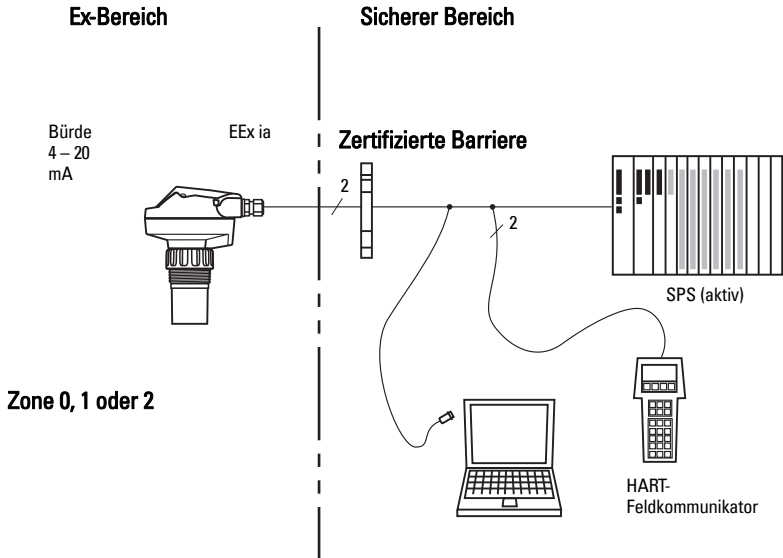 Ex-Bereich
Sicherer Bereich
Bürde
4 – 20
mA
EEx ia
Zertifizierte Barriere
2
2
SPS (aktiv)
Zone 0, 1 oder 2
HART-
Feldkommunikator